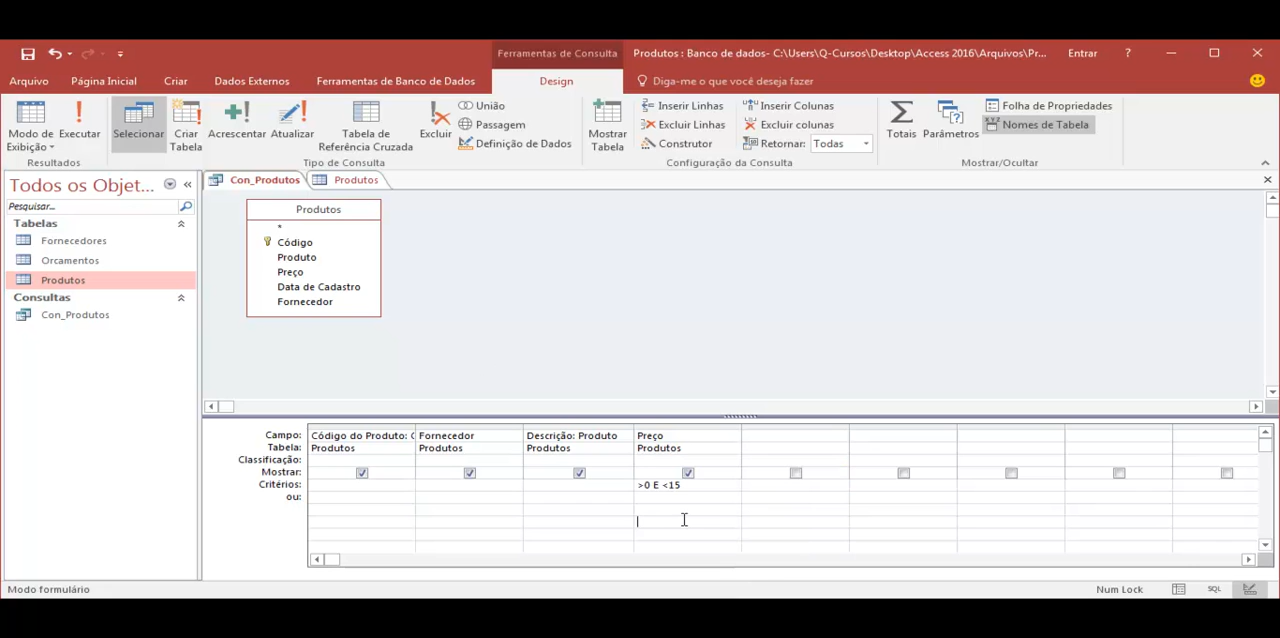 Ferramentas de Consulta
Produtos : Banco de dados- C:\Users\Q-Cursos\Desktop\Access 2016\Arquivos\Pr...
Entrar
?
Arquivo
Página Inicial
Criar
Dados Externos
Ferramentas de Banco de Dados
Design
Diga-me o que você deseja fazer
Modo de Exibição
Executar
Selecionar
Criar Tabela
Acrescentar
Atualizar
Tabela de Referência Cruzada
Excluir
União
Passagem
Definição de Dados
Mostrar Tabela
Inserir Linhas
Excluir Linhas
Construtor
Inserir Colunas
Excluir colunas
Retornar: Todas
Totais
Parâmetros
Folha de Propriedades
Nomes de Tabela
Resultados
Tipo de Consulta
Configuração da Consulta
Mostrar/Ocultar
Todos os Objet...
Pesquisar...
Tabelas
Fornecedores
Orcamentos
Produtos
Consultas
Con_Produtos
Con_Produtos
Produtos
Produtos
*
Código
Produto
Preço
Data de Cadastro
Fornecedor
Campo: Código do Produto: C Fornecedor Descrição: Produto Preço
Tabela: Produtos Produtos Produtos Produtos
Classificação:
Mostrar:
Critérios: >0 E <15
ou:
Modo formulário
Num Lock
SQL